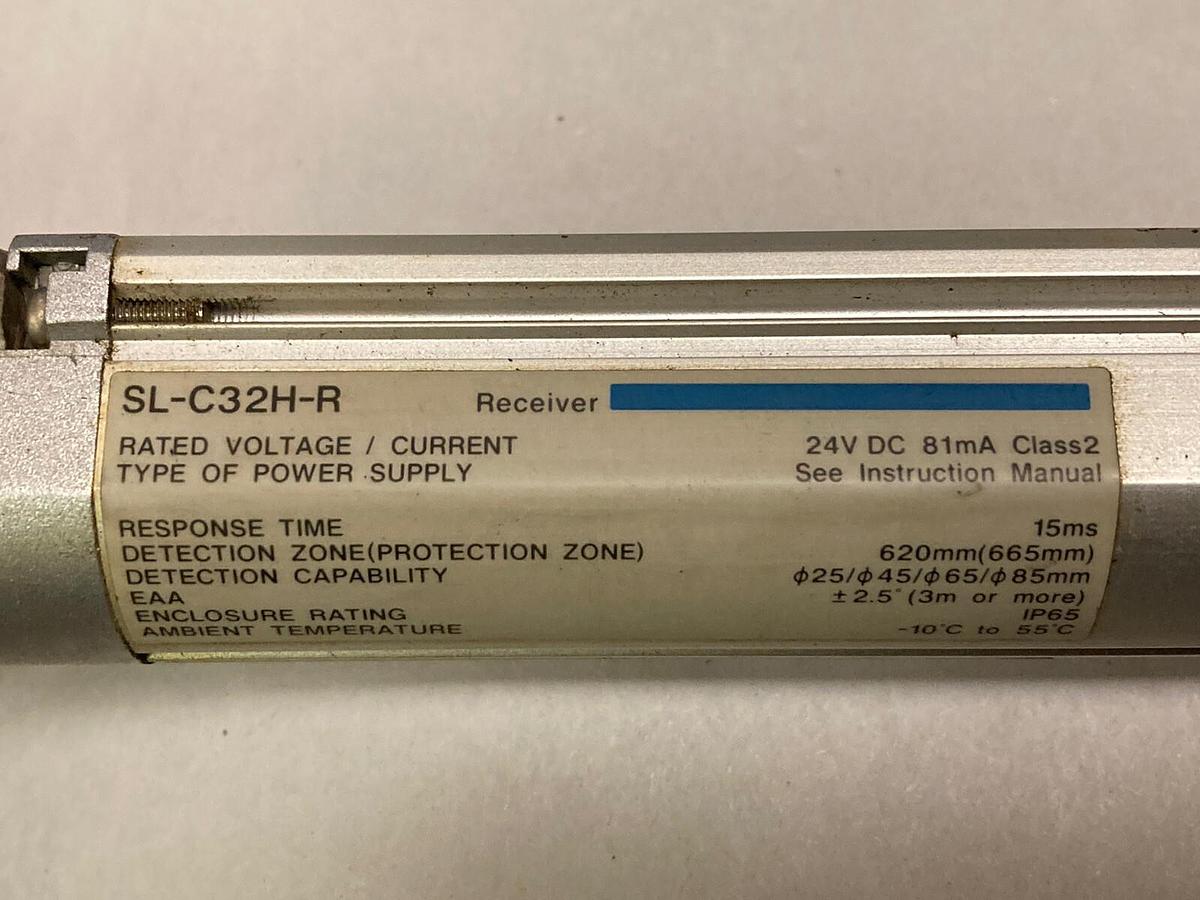 SL-C32H-R Receiver
RATED VOLTAGE / CURRENT 24V DC 81mA Class2
TYPE OF POWER SUPPLY See Instruction Manual
RESPONSE TIME 15ms
DETECTION ZONE(PROTECTION ZONE) 620mm(665mm)
DETECTION CAPABILITY ϕ25/ϕ45/ϕ65/ϕ85mm
EAA ±2.5°(3m or more)
ENCLOSURE RATING IP65
AMBIENT TEMPERATURE -10°C to 55°C